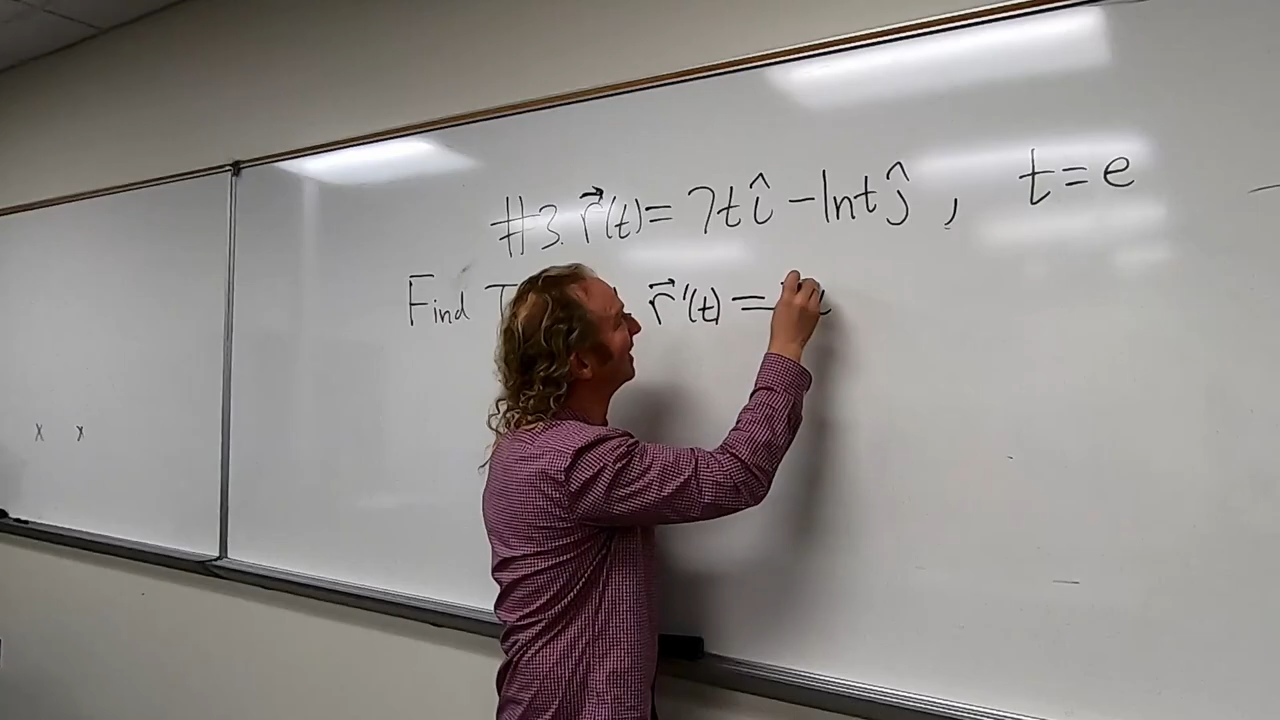 #3. r⃗(t) = 7t î − ln t ĵ , t = e
Find T r⃗'(t) =
x x